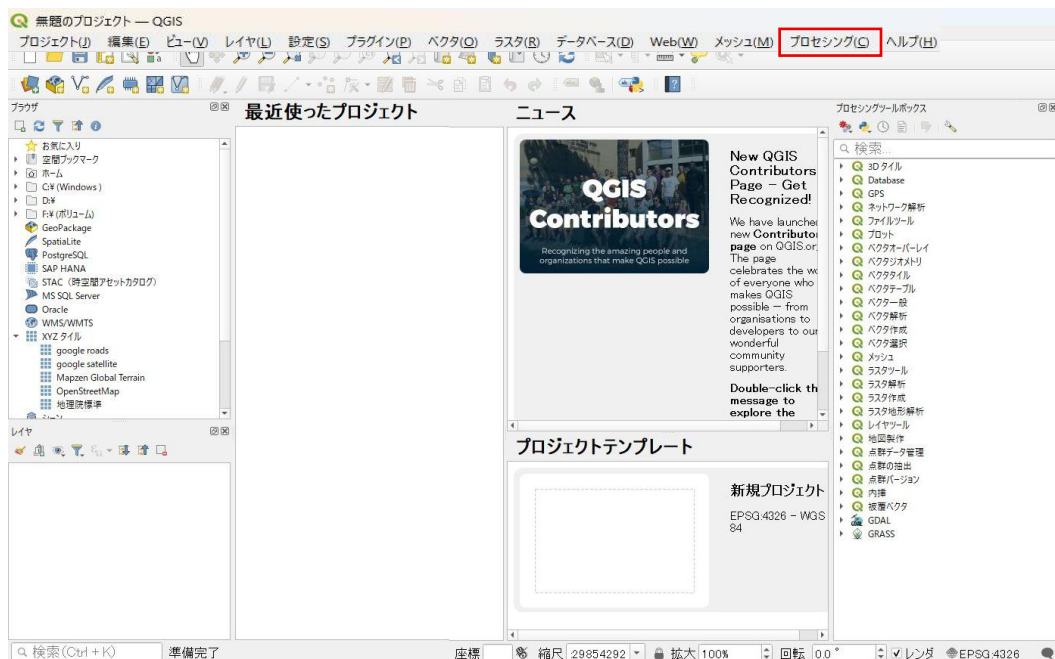 無題のプロジェクト — QGIS
プロジェクト(J) 編集(E) ビュー(V) レイヤ(L) 設定(S) プラグイン(P) ベクタ(O) ラスタ(R) データベース(D) Web(W) メッシュ(M) プロセシング(C) ヘルプ(H)
ブラウザ
お気に入り
空間ブックマーク
ホーム
C:¥ (Windows)
D:¥
F:¥ (ボリューム)
GeoPackage
SpatiaLite
PostgreSQL
SAP HANA
STAC（時空間アセットカタログ）
MS SQL Server
Oracle
WMS/WMTS
XYZ タイル
google roads
google satellite
Mapzen Global Terrain
OpenStreetMap
地理院標準
シーン
レイヤ
最近使ったプロジェクト
ニュース
QGIS
Contributors
Recognizing the amazing people and
organizations that make QGIS possible
New QGIS
Contributors
Page – Get
Recognized!
We have launche
new Contributo
page on QGIS.or
The page
celebrates the wo
of everyone who
makes QGIS
possible — from
organisations to
developers to our
wonderful
community
supporters.
Double-click th
message to
explore the
プロジェクトテンプレート
新規プロジェクト
EPSG:4326 - WGS
84
プロセシングツールボックス
検索...
3D タイル
Database
GPS
ネットワーク解析
ファイルツール
プロット
ベクタオーバーレイ
ベクタジオメトリ
ベクタタイル
ベクタテーブル
ベクタ一般
ベクタ解析
ベクタ作成
ベクタ選択
メッシュ
ラスタツール
ラスタ解析
ラスタ作成
ラスタ地形解析
レイヤツール
地図製作
点群データ管理
点群の抽出
点群バージョン
内挿
被覆ベクタ
GDAL
GRASS
検索(Ctrl + K) 準備完了 座標 縮尺 :29854292 拡大 100% 回転 0.0 ° レンダ EPSG:4326